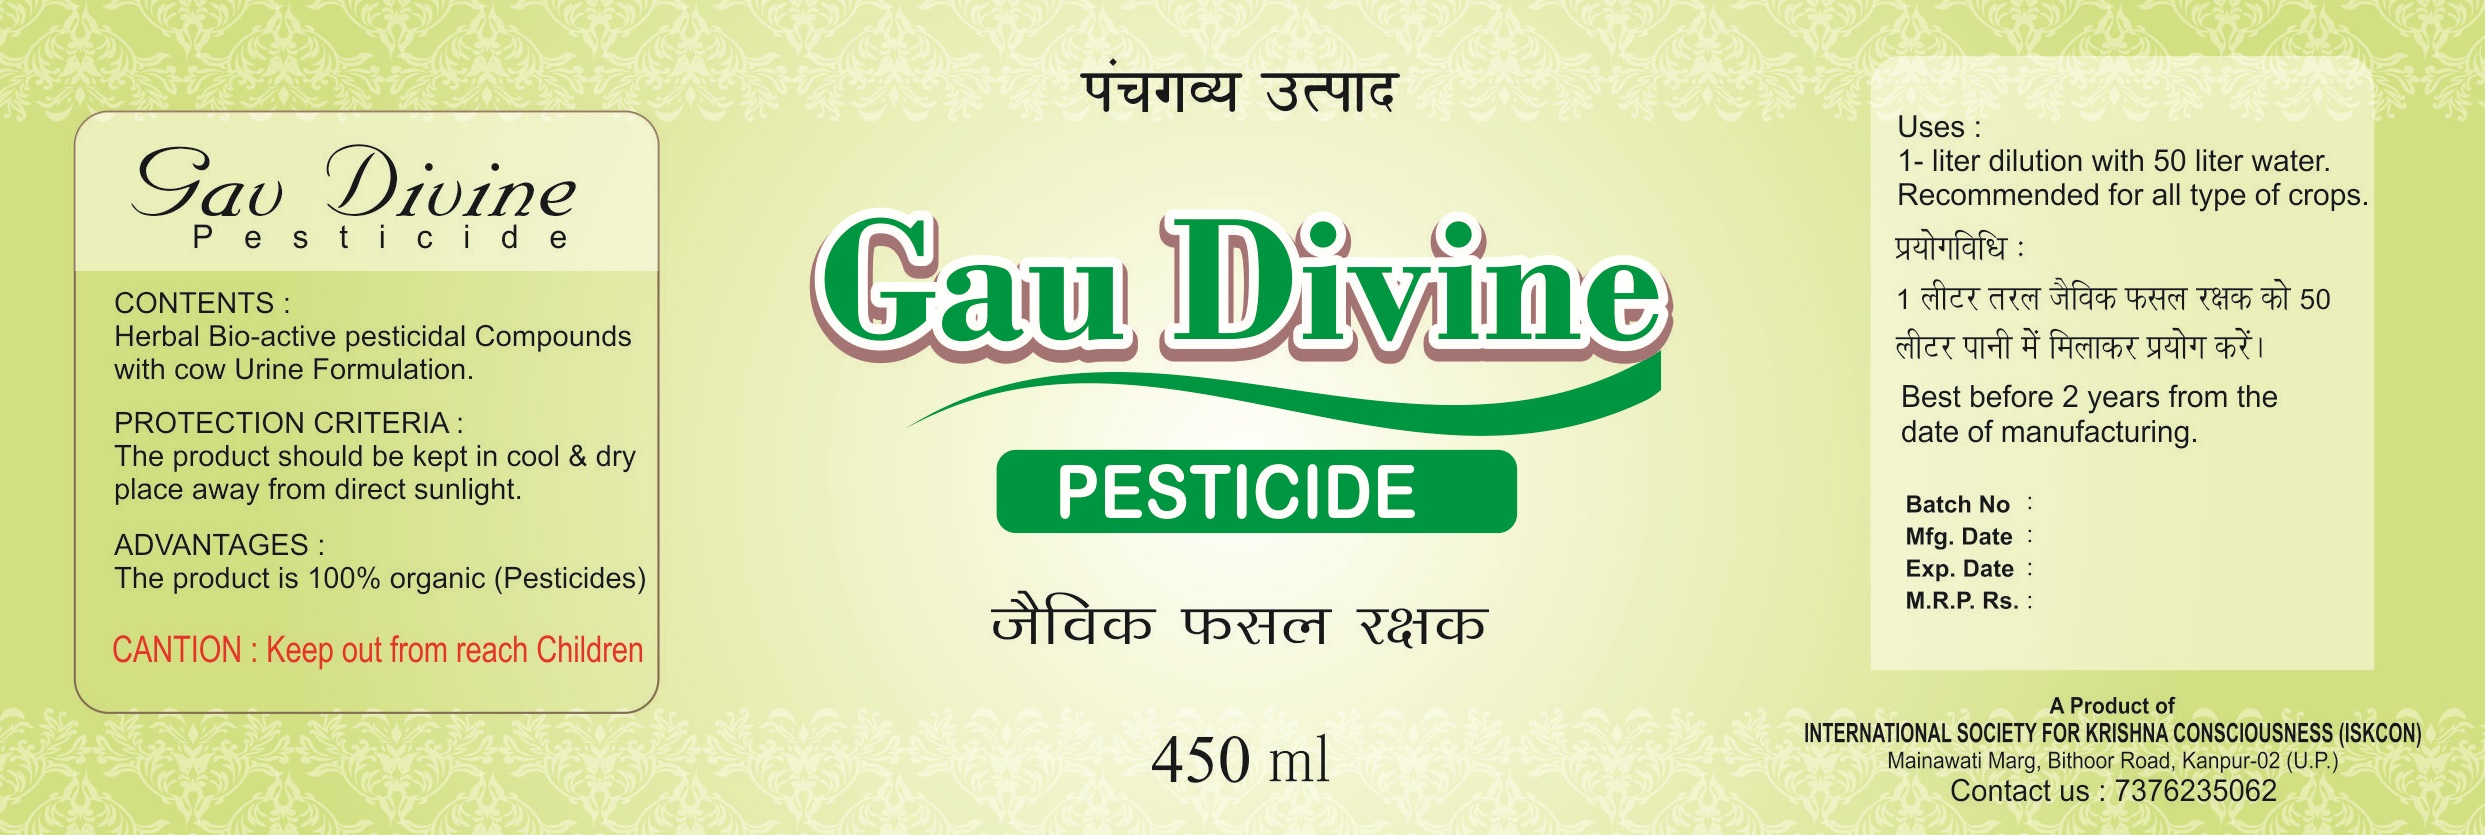 Gau Divine
Pesticide
CONTENTS :
Herbal Bio-active pesticidal Compounds
with cow Urine Formulation.
PROTECTION CRITERIA :
The product should be kept in cool & dry
place away from direct sunlight.
ADVANTAGES :
The product is 100% organic (Pesticides)
CANTION : Keep out from reach Children
पंचगव्य उत्पाद
Gau Divine
PESTICIDE
जैविक फसल रक्षक
450 ml
Uses :
1- liter dilution with 50 liter water.
Recommended for all type of crops.
प्रयोगविधि :
1 लीटर तरल जैविक फसल रक्षक को 50
लीटर पानी में मिलाकर प्रयोग करें।
Best before 2 years from the
date of manufacturing.
Batch No :
Mfg. Date :
Exp. Date :
M.R.P. Rs. :
A Product of
INTERNATIONAL SOCIETY FOR KRISHNA CONSCIOUSNESS (ISKCON)
Mainawati Marg, Bithoor Road, Kanpur-02 (U.P.)
Contact us : 7376235062